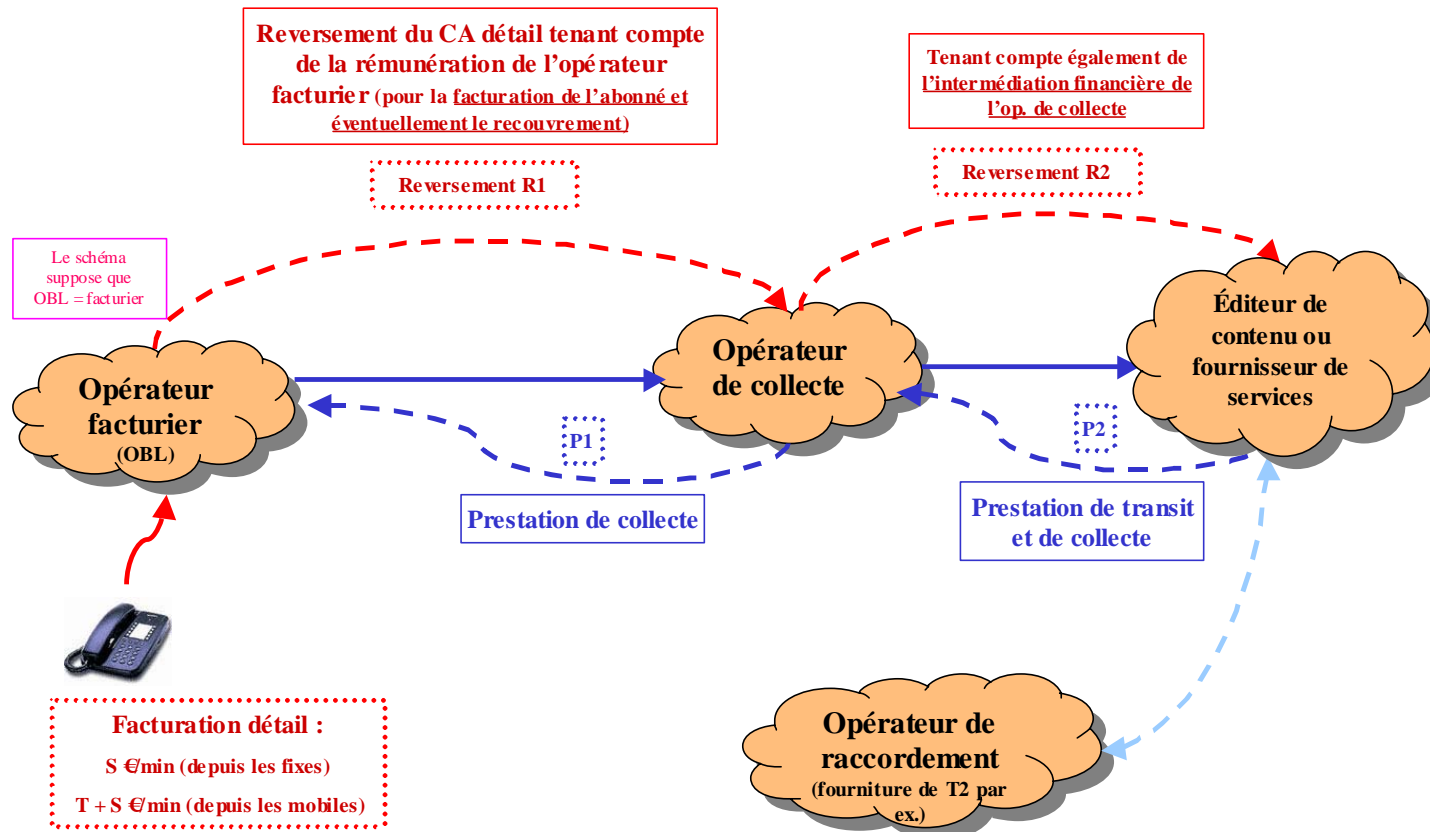 Reversement du CA détail tenant compte
de la rémunération de l'opérateur
facturier (pour la facturation de l'abonné et
éventuellement le recouvrement)
Tenant compte également de
l'intermédiation financière de
l'op. de collecte
Reversement R1
Reversement R2
Le schéma
suppose que
OBL = facturier
Opérateur
facturier
(OBL)
Opérateur
de collecte
Éditeur de
contenu ou
fournisseur de
services
P1
P2
Prestation de collecte
Prestation de transit
et de collecte
Facturation détail :
S €/min (depuis les fixes)
T + S €/min (depuis les mobiles)
Opérateur de
raccordement
(fourniture de T2 par
ex.)